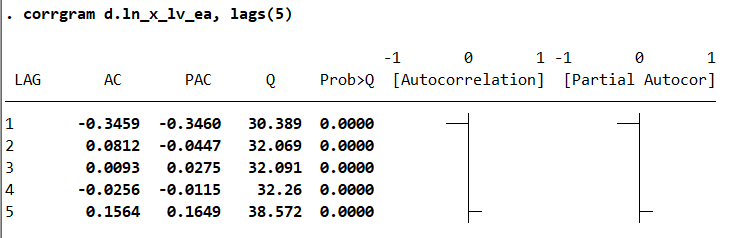 . corrgram d.ln_x_lv_ea, lags(5)
-1 0 1 -1 0 1
LAG AC PAC Q Prob>Q [Autocorrelation] [Partial Autocor]
1 -0.3459 -0.3460 30.389 0.0000
2 0.0812 -0.0447 32.069 0.0000
3 0.0093 0.0275 32.091 0.0000
4 -0.0256 -0.0115 32.26 0.0000
5 0.1564 0.1649 38.572 0.0000